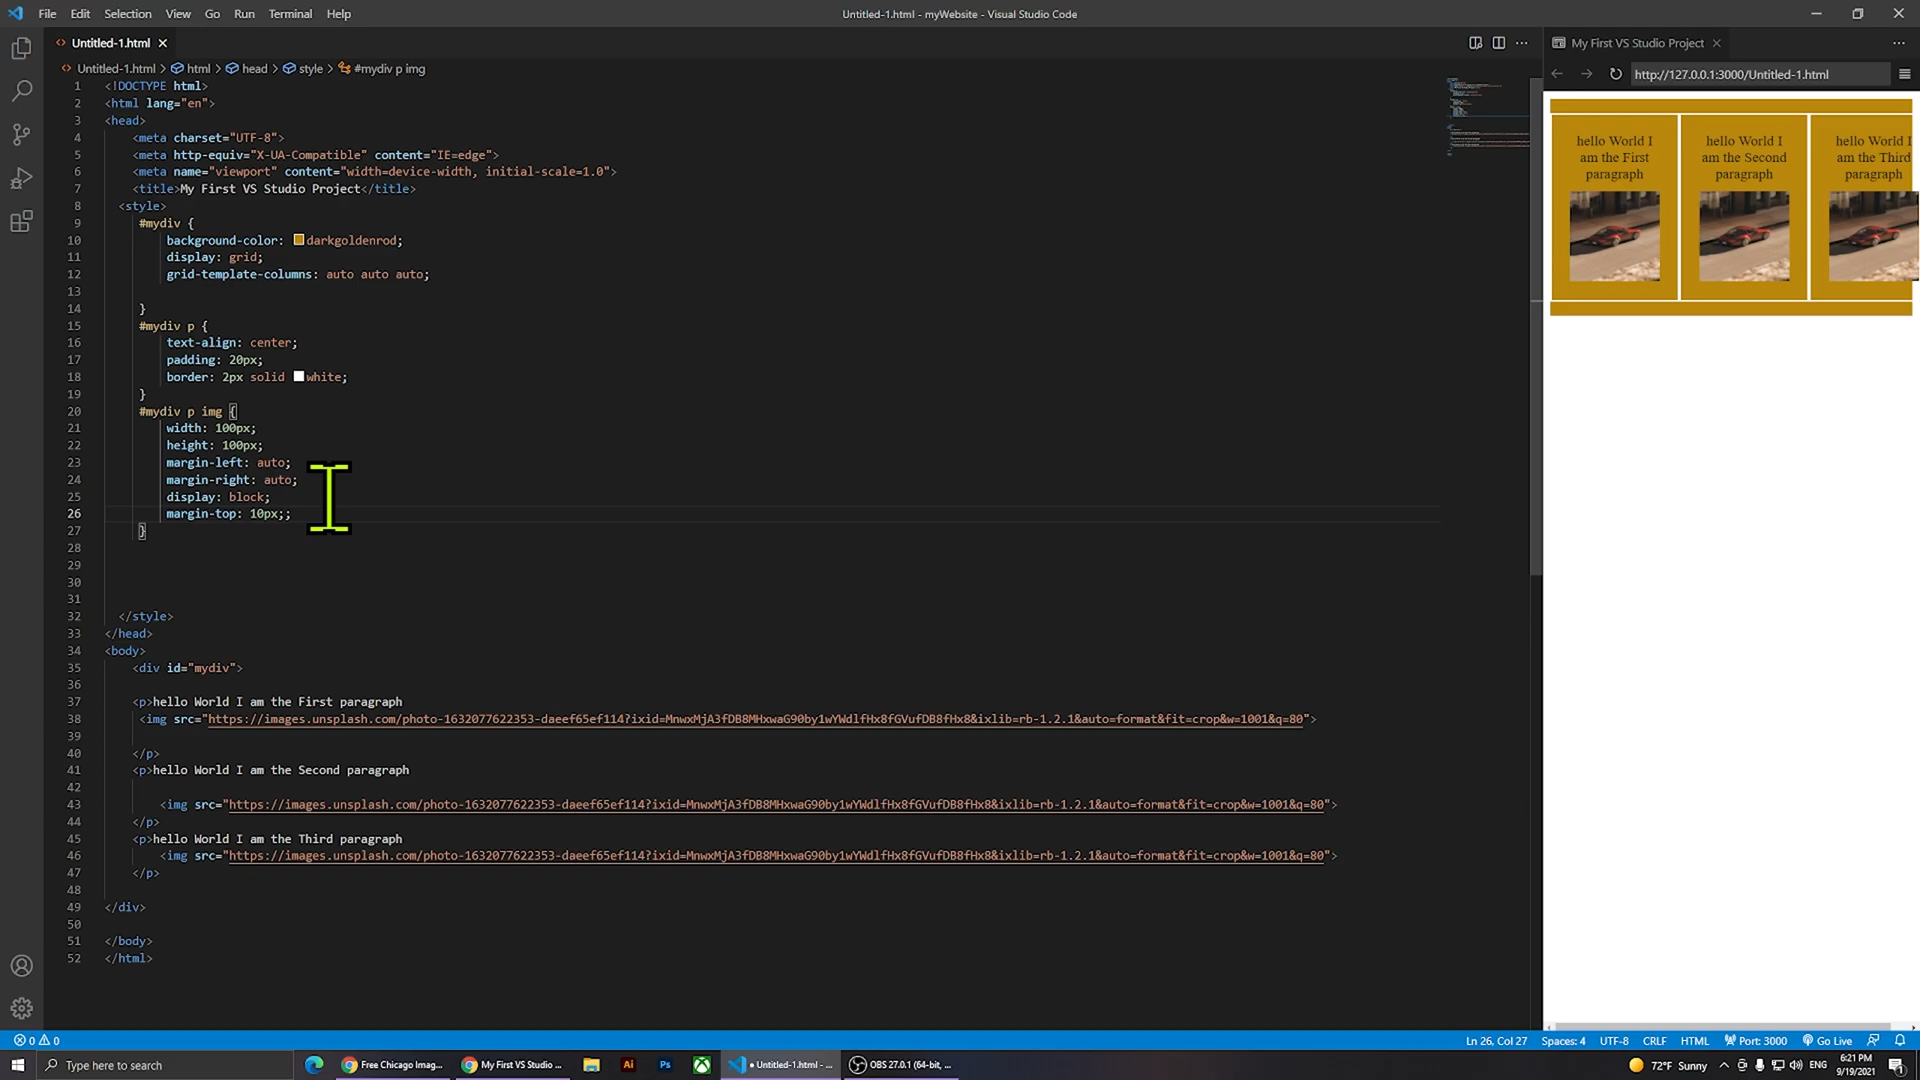 File Edit Selection View Go Run Terminal Help
Untitled-1.html - myWebsite - Visual Studio Code
Untitled-1.html
My First VS Studio Project
Untitled-1.html > html > head > style > #mydiv p img
http://127.0.0.1:3000/Untitled-1.html
1 <!DOCTYPE html>
2 <html lang="en">
3 <head>
4 <meta charset="UTF-8">
5 <meta http-equiv="X-UA-Compatible" content="IE=edge">
6 <meta name="viewport" content="width=device-width, initial-scale=1.0">
7 <title>My First VS Studio Project</title>
8 <style>
9 #mydiv {
10 background-color: darkgoldenrod;
11 display: grid;
12 grid-template-columns: auto auto auto;
13
14 }
15 #mydiv p {
16 text-align: center;
17 padding: 20px;
18 border: 2px solid white;
19 }
20 #mydiv p img {
21 width: 100px;
22 height: 100px;
23 margin-left: auto;
24 margin-right: auto;
25 display: block;
26 margin-top: 10px;;
27 }
28
29
30
31
32 </style>
33 </head>
34 <body>
35 <div id="mydiv">
36
37 <p>hello World I am the First paragraph
38 <img src="https://images.unsplash.com/photo-1632077622353-daeef65ef114?ixid=MnwxMjA3fDB8MHxwaG90by1wYWdlfHx8fGVufDB8fHx8&ixlib=rb-1.2.1&auto=format&fit=crop&w=1001&q=80">
39
40 </p>
41 <p>hello World I am the Second paragraph
42
43 <img src="https://images.unsplash.com/photo-1632077622353-daeef65ef114?ixid=MnwxMjA3fDB8MHxwaG90by1wYWdlfHx8fGVufDB8fHx8&ixlib=rb-1.2.1&auto=format&fit=crop&w=1001&q=80">
44 </p>
45 <p>hello World I am the Third paragraph
46 <img src="https://images.unsplash.com/photo-1632077622353-daeef65ef114?ixid=MnwxMjA3fDB8MHxwaG90by1wYWdlfHx8fGVufDB8fHx8&ixlib=rb-1.2.1&auto=format&fit=crop&w=1001&q=80">
47 </p>
48
49 </div>
50
51 </body>
52 </html>
hello World I
am the First
paragraph
hello World I
am the Second
paragraph
hello World I
am the Third
paragraph
0 0
Ln 26, Col 27 Spaces: 4 UTF-8 CRLF HTML Port: 3000 Go Live
Type here to search
Free Chicago Imag...
My First VS Studio ...
Ai
Ps
● Untitled-1.html - ...
OBS 27.0.1 (64-bit, ...
72°F Sunny
ENG
6:21 PM
9/19/2021
1